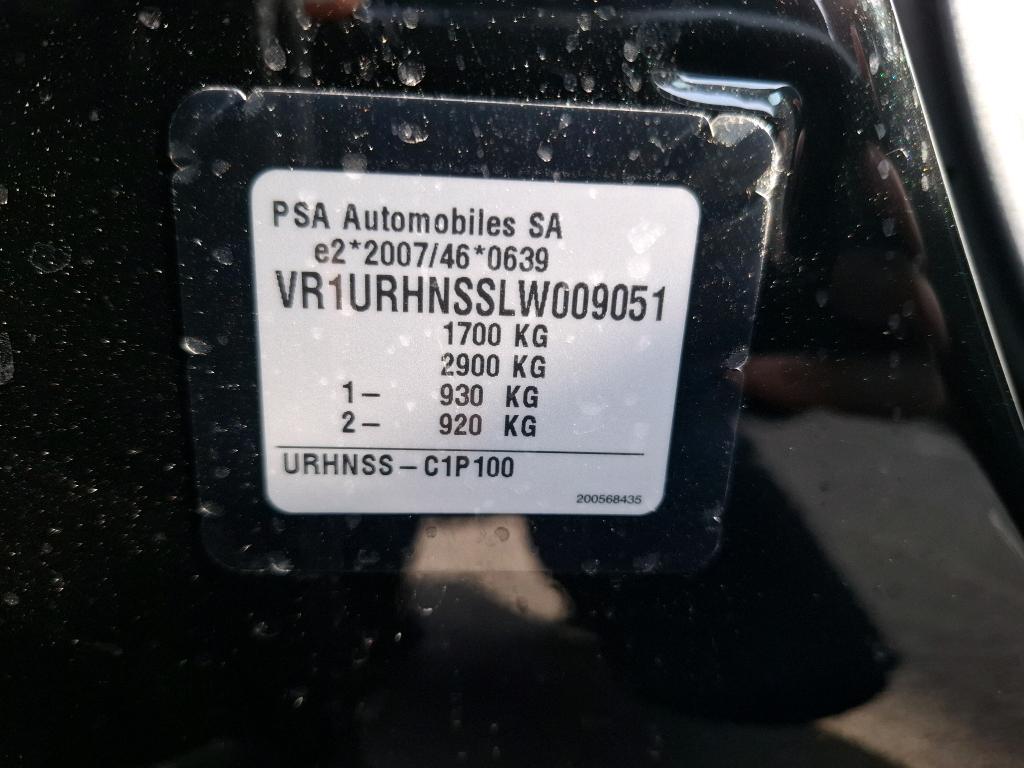 PSA Automobiles SA
e2*2007/46*0639
VR1URHNSSLW009051
1700 KG
2900 KG
1– 930 KG
2– 920 KG
URHNSS–C1P100
200568435